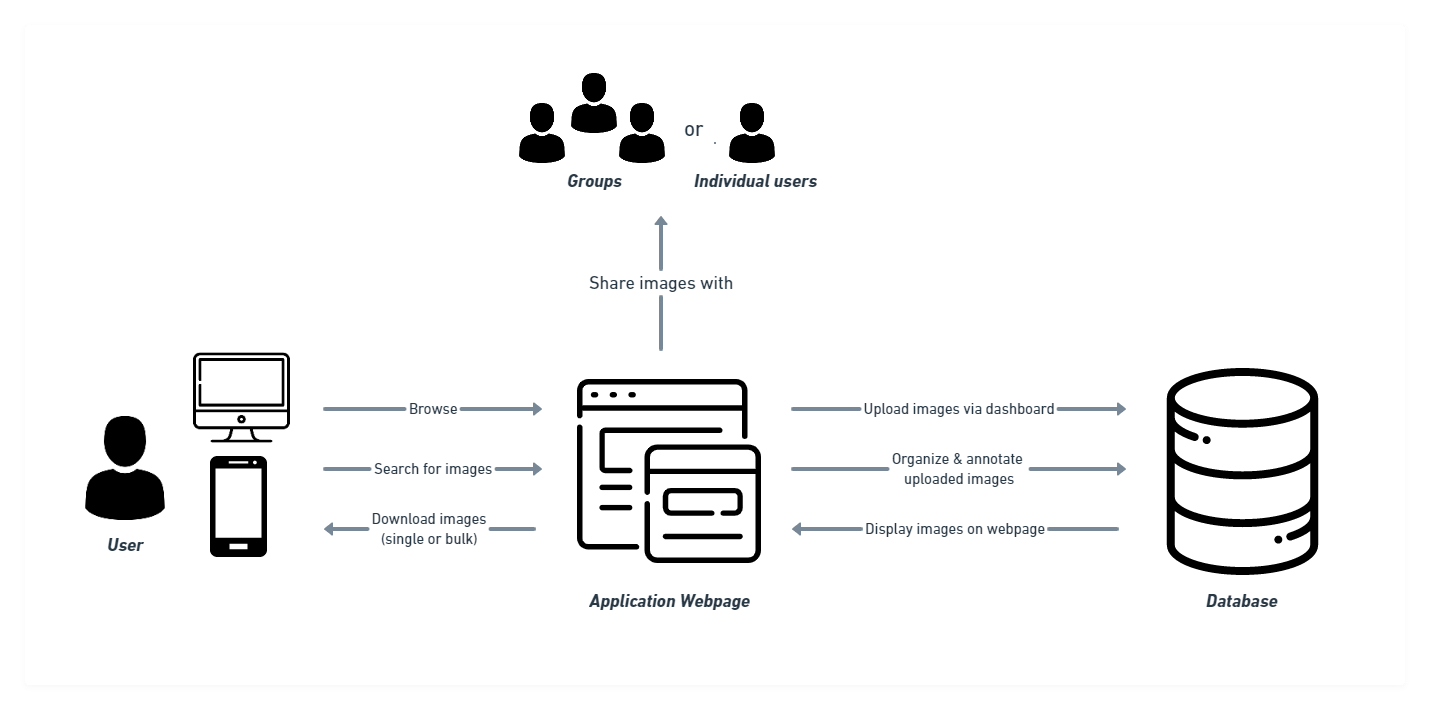 or
Groups
Individual users
Share images with
Browse
Search for images
Download images
(single or bulk)
Upload images via dashboard
Organize & annotate
uploaded images
Display images on webpage
User
Application Webpage
Database